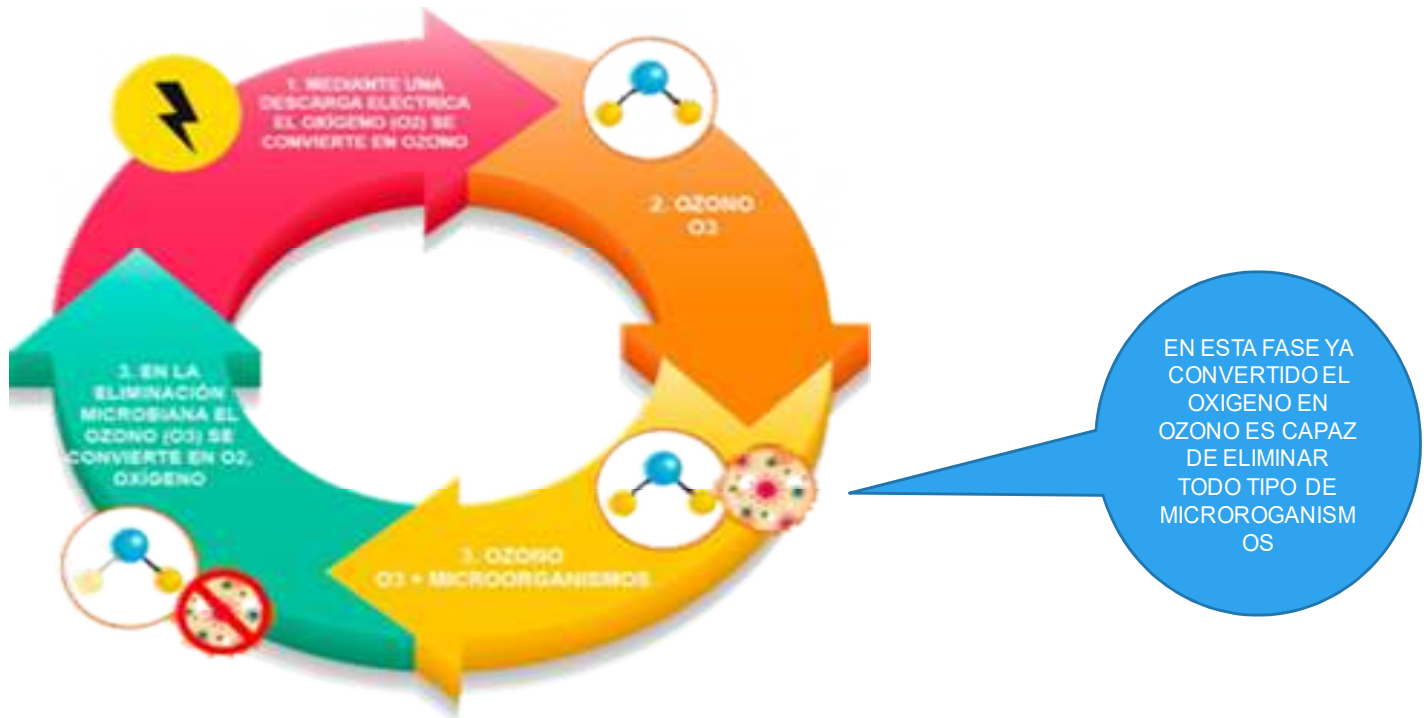 1. MEDIANTE UNA
DESCARGA ELECTRICA
EL OXÍGENO (O2) SE
CONVIERTE EN OZONO
2. OZONO
O3
3. OZONO
O3 + MICROORGANISMOS
3. EN LA
ELIMINACIÓN
MICROBIANA EL
OZONO (O3) SE
CONVIERTE EN O2,
OXÍGENO
EN ESTA FASE YA
CONVERTIDO EL
OXIGENO EN
OZONO ES CAPAZ
DE ELIMINAR
TODO TIPO DE
MICROROGANISM
OS